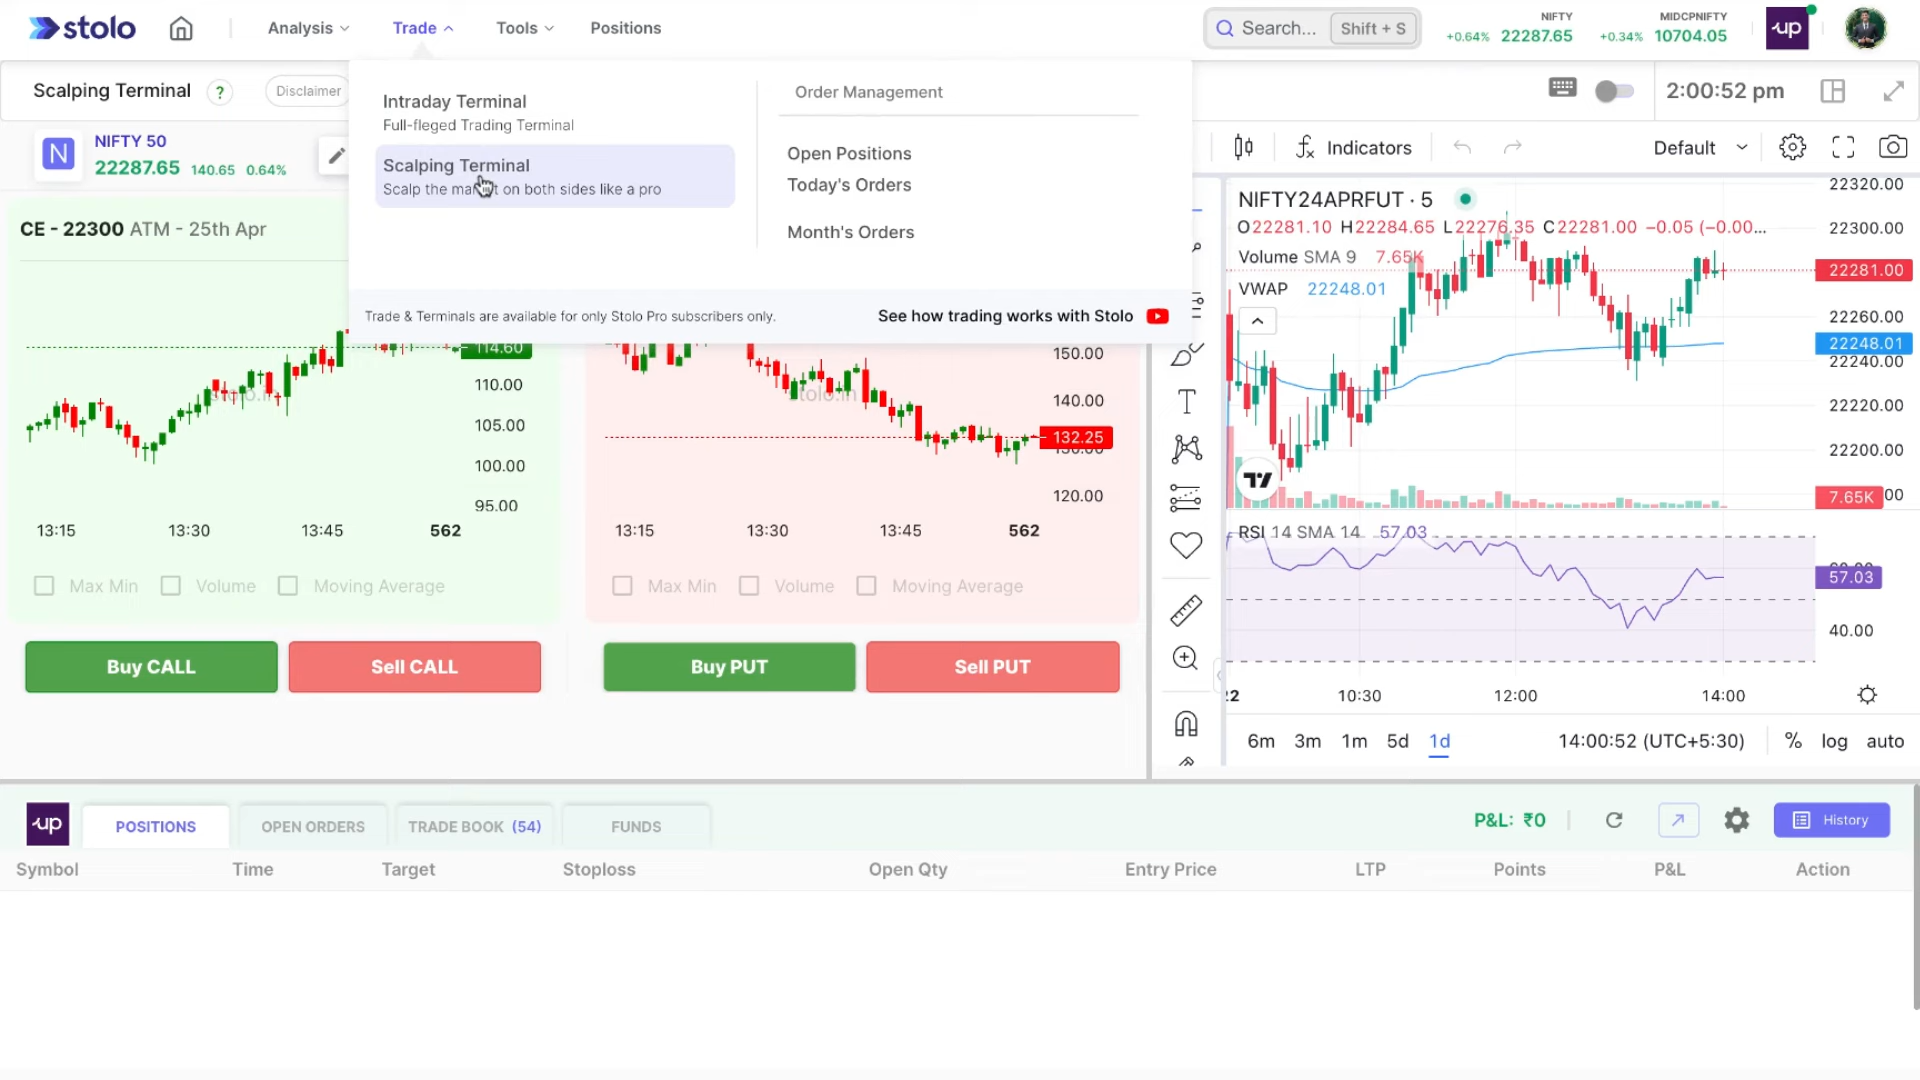 stolo
Analysis
Trade
Tools
Positions
Search...
Shift + S
NIFTY
+0.64% 22287.65
MIDCPNIFTY
+0.34% 10704.05
up
Scalping Terminal ?
Disclaimer
2:00:52 pm
Intraday Terminal
Full-fleged Trading Terminal
Scalping Terminal
Scalp the market on both sides like a pro
Order Management
Open Positions
Today's Orders
Month's Orders
Trade & Terminals are available for only Stolo Pro subscribers only.
See how trading works with Stolo
N
NIFTY 50
22287.65 140.65 0.64%
CE - 22300 ATM - 25th Apr
114.60
110.00
105.00
100.00
95.00
13:15 13:30 13:45 562
Max Min Volume Moving Average
Buy CALL
Sell CALL
150.00
140.00
132.25
130.00
120.00
stolo.in
13:15 13:30 13:45 562
Max Min Volume Moving Average
Buy PUT
Sell PUT
Indicators
Default
NIFTY24APRFUT · 5
O22281.10 H22284.65 L22276.35 C22281.00 −0.05 (−0.00...
Volume SMA 9 7.65K
VWAP 22248.01
22320.00
22300.00
22281.00
22260.00
22248.01
22240.00
22220.00
22200.00
7.65K
RSI 14 SMA 14 57.03
57.03
40.00
22 10:30 12:00 14:00
6m 3m 1m 5d 1d
14:00:52 (UTC+5:30)
% log auto
up
POSITIONS
OPEN ORDERS
TRADE BOOK (54)
FUNDS
P&L: ₹0
History
Symbol Time Target Stoploss Open Qty Entry Price LTP Points P&L Action